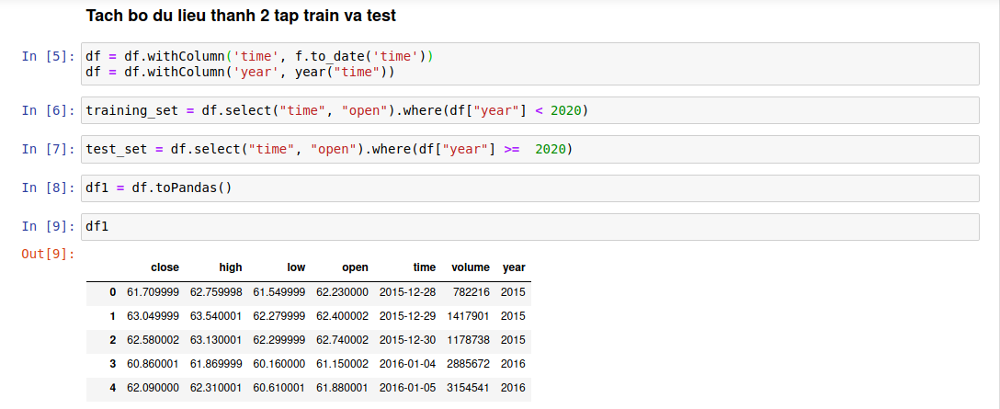 Tach bo du lieu thanh 2 tap train va test
In [5]: df = df.withColumn('time', f.to_date('time'))
df = df.withColumn('year', year("time"))
In [6]: training_set = df.select("time", "open").where(df["year"] < 2020)
In [7]: test_set = df.select("time", "open").where(df["year"] >=  2020)
In [8]: df1 = df.toPandas()
In [9]: df1
Out[9]:
close high low open time volume year
0 61.709999 62.759998 61.549999 62.230000 2015-12-28 782216 2015
1 63.049999 63.540001 62.279999 62.400002 2015-12-29 1417901 2015
2 62.580002 63.130001 62.299999 62.740002 2015-12-30 1178738 2015
3 60.860001 61.869999 60.160000 61.150002 2016-01-04 2885672 2016
4 62.090000 62.310001 60.610001 61.880001 2016-01-05 3154541 2016